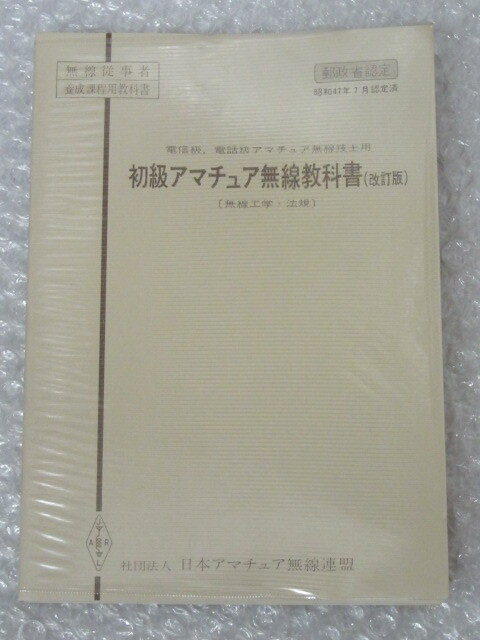 無線従事者
養成課程用教科書
郵政省認定
昭和47年7月認定済
電信級，電話級アマチュア無線技士用
初級アマチュア無線教科書(改訂版)
〔無線工学・法規〕
J
A R
L
社団法人 日本アマチュア無線連盟